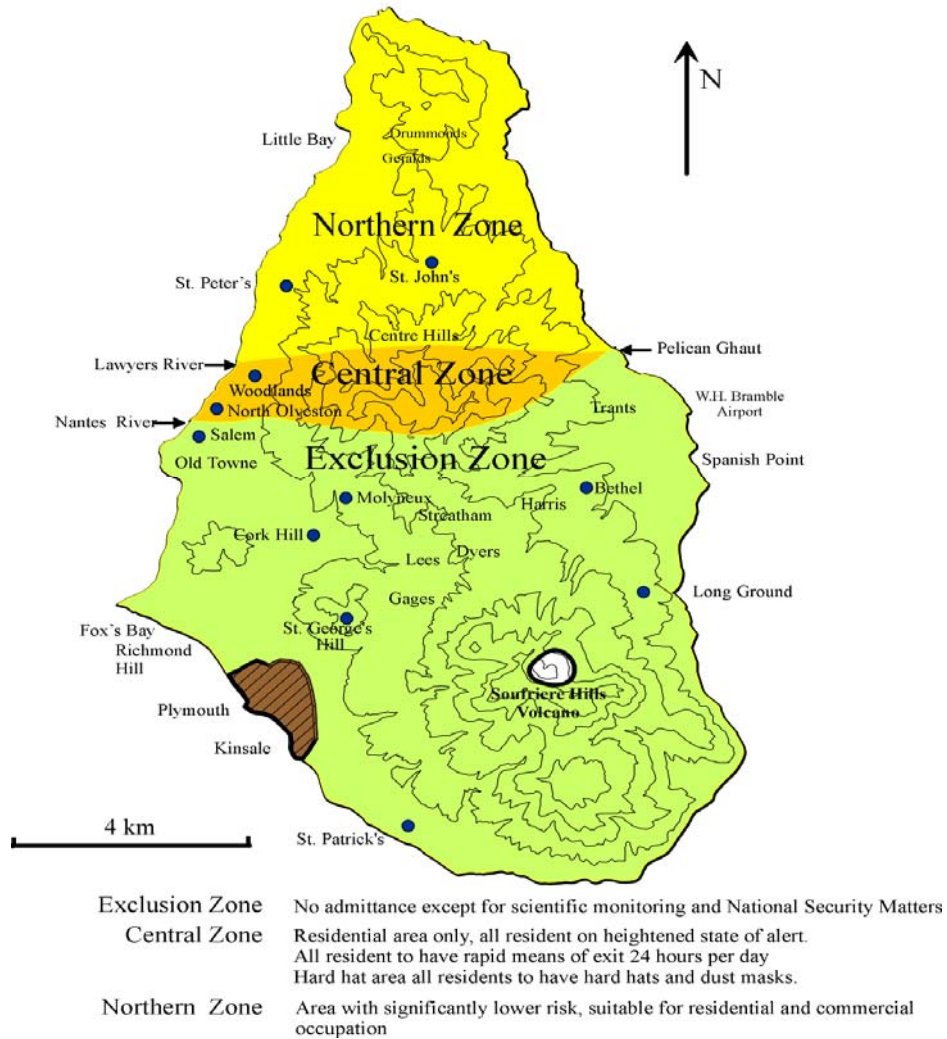 N
Drummonds
Little Bay
Geralds
Northern Zone
St. John's
St. Peter's
Centre Hills
Pelican Ghaut
Lawyers River
Central Zone
Woodlands
W.H. Bramble
Airport
North Olveston
Trants
Nantes River
Salem
Old Towne
Exclusion Zone
Spanish Point
Bethel
Molyneux
Harris
Streatham
Cork Hill
Dyers
Lees
Long Ground
Gages
St. George's
Hill
Fox's Bay
Richmond
Hill
Soufriere Hills
Volcano
Plymouth
Kinsale
4 km
St. Patrick's
Exclusion Zone No admittance except for scientific monitoring and National Security Matters
Central Zone Residential area only, all resident on heightened state of alert.
All resident to have rapid means of exit 24 hours per day
Hard hat area all residents to have hard hats and dust masks.
Northern Zone Area with significantly lower risk, suitable for residential and commercial
occupation